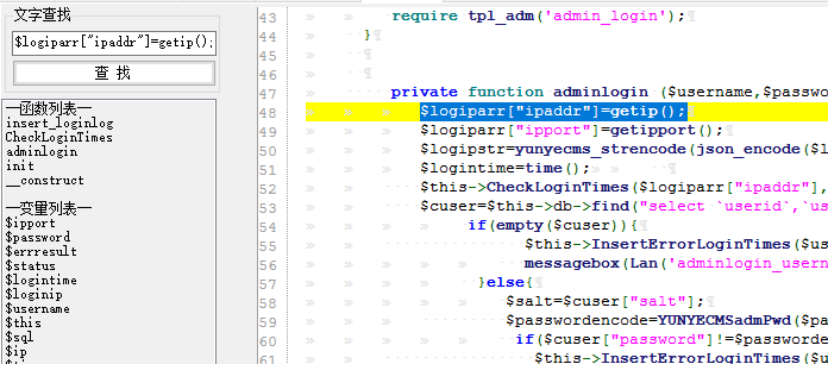 文字查找
$logiparr["ipaddr"]=getip();
查 找
—函数列表—
insert_loginlog
CheckLoginTimes
adminlogin
init
__construct
—变量列表—
$ipport
$password
$errresult
$status
$logintime
$loginip
$username
$this
$sql
$ip
43 require tpl_adm('admin_login');
44 }
45
46
47 private function adminlogin ($username,$passwo
48 $logiparr["ipaddr"]=getip();
49 $logiparr["ipport"]=getipport();
50 $logipstr=yunyecms_strencode(json_encode($l
51 $logintime=time();
52 $this->CheckLoginTimes($logiparr["ipaddr"],
53 $cuser=$this->db->find("select `userid`,`us
54 if(empty($cuser)){
55 $this->InsertErrorLoginTimes($us
56 messagebox(Lan('adminlogin_usern
57 }else{
58 $salt=$cuser["salt"];
59 $passwordencode=YUNYECMSadmPwd($pa
60 if($cuser["password"]!=$passworde
61 $this->InsertErrorLoginTimes($u